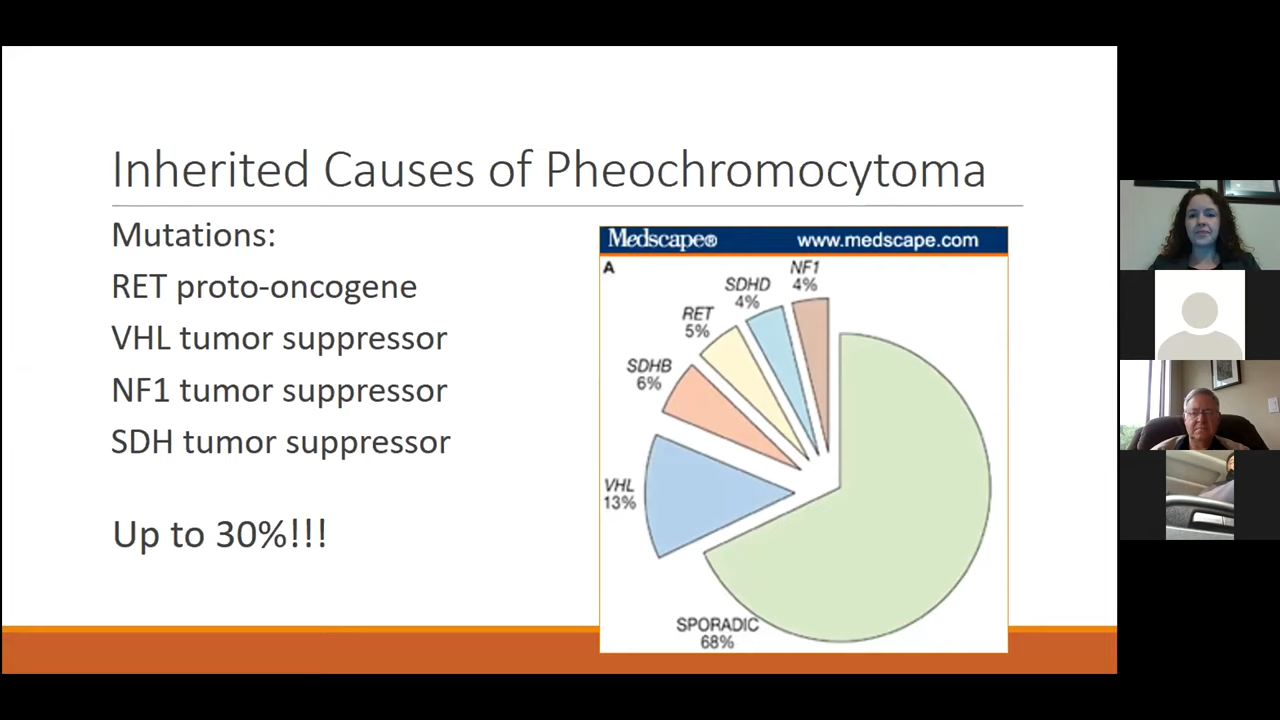 Inherited Causes of Pheochromocytoma
Mutations:
RET proto-oncogene
VHL tumor suppressor
NF1 tumor suppressor
SDH tumor suppressor
Up to 30%!!!
Medscape® www.medscape.com
A
NF1
4%
SDHD
4%
RET
5%
SDHB
6%
VHL
13%
SPORADIC
68%